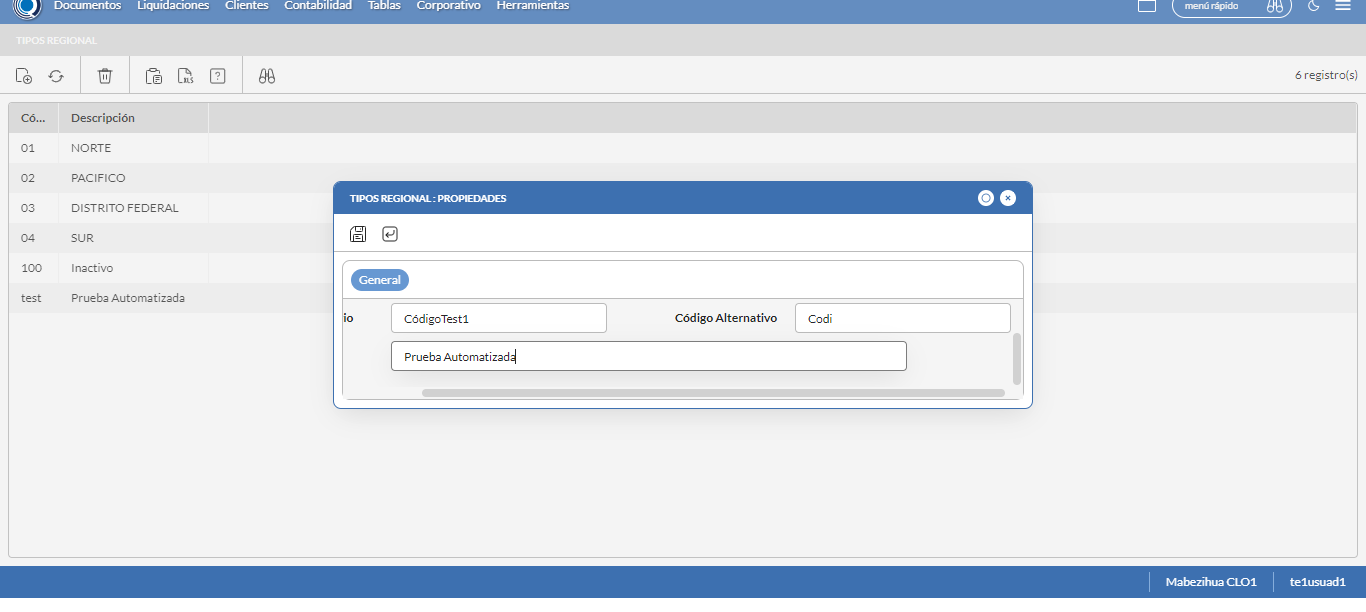 Documentos Liquidaciones Clientes Contabilidad Tablas Corporativo Herramientas menú rápido
TIPOS REGIONAL
XLS ? 6 registro(s)
Có... Descripción
01 NORTE
02 PACIFICO
03 DISTRITO FEDERAL
04 SUR
100 Inactivo
test Prueba Automatizada
TIPOS REGIONAL : PROPIEDADES
General
io CódigoTest1 Código Alternativo Codi
Prueba Automatizada
Mabezihua CLO1 te1usuad1